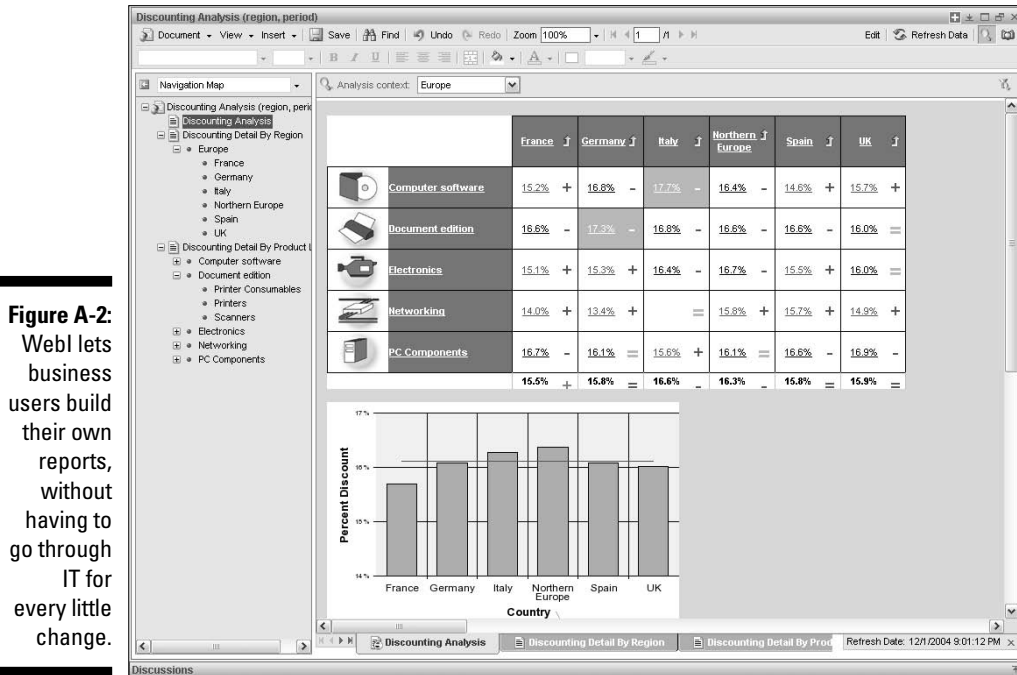 Discounting Analysis (region, period)
Document View Insert Save Find Undo Redo Zoom 100% 1 /1 Edit Refresh Data
B I U A
Navigation Map
Analysis context: Europe
Discounting Analysis (region, peri
Discounting Analysis
Discounting Detail By Region
Europe
France
Germany
Italy
Northern Europe
Spain
UK
Discounting Detail By Product L
Computer software
Document edition
Printer Consumables
Printers
Scanners
Electronics
Networking
PC Components
France Germany Italy Northern Europe Spain UK
Computer software 15.2% + 16.8% - 17.7% - 16.4% - 14.6% + 15.7% +
Document edition 16.6% - 17.3% - 16.8% - 16.6% - 16.6% - 16.0% =
Electronics 15.1% + 15.3% + 16.4% - 16.7% - 15.5% + 16.0% =
Networking 14.0% + 13.4% + = 15.8% + 15.7% + 14.9% +
PC Components 16.7% - 16.1% = 15.6% + 16.1% = 16.6% - 16.9% -
15.5% + 15.8% = 16.6% - 16.3% - 15.8% = 15.9% =
17%
16%
15%
14%
Percent Discount
France Germany Italy Northern Europe Spain UK
Country
Discounting Analysis Discounting Detail By Region Discounting Detail By Prod Refresh Date: 12/1/2004 9:01:12 PM
Discussions
Figure A-2:
WebI lets
business
users build
their own
reports,
without
having to
go through
IT for
every little
change.